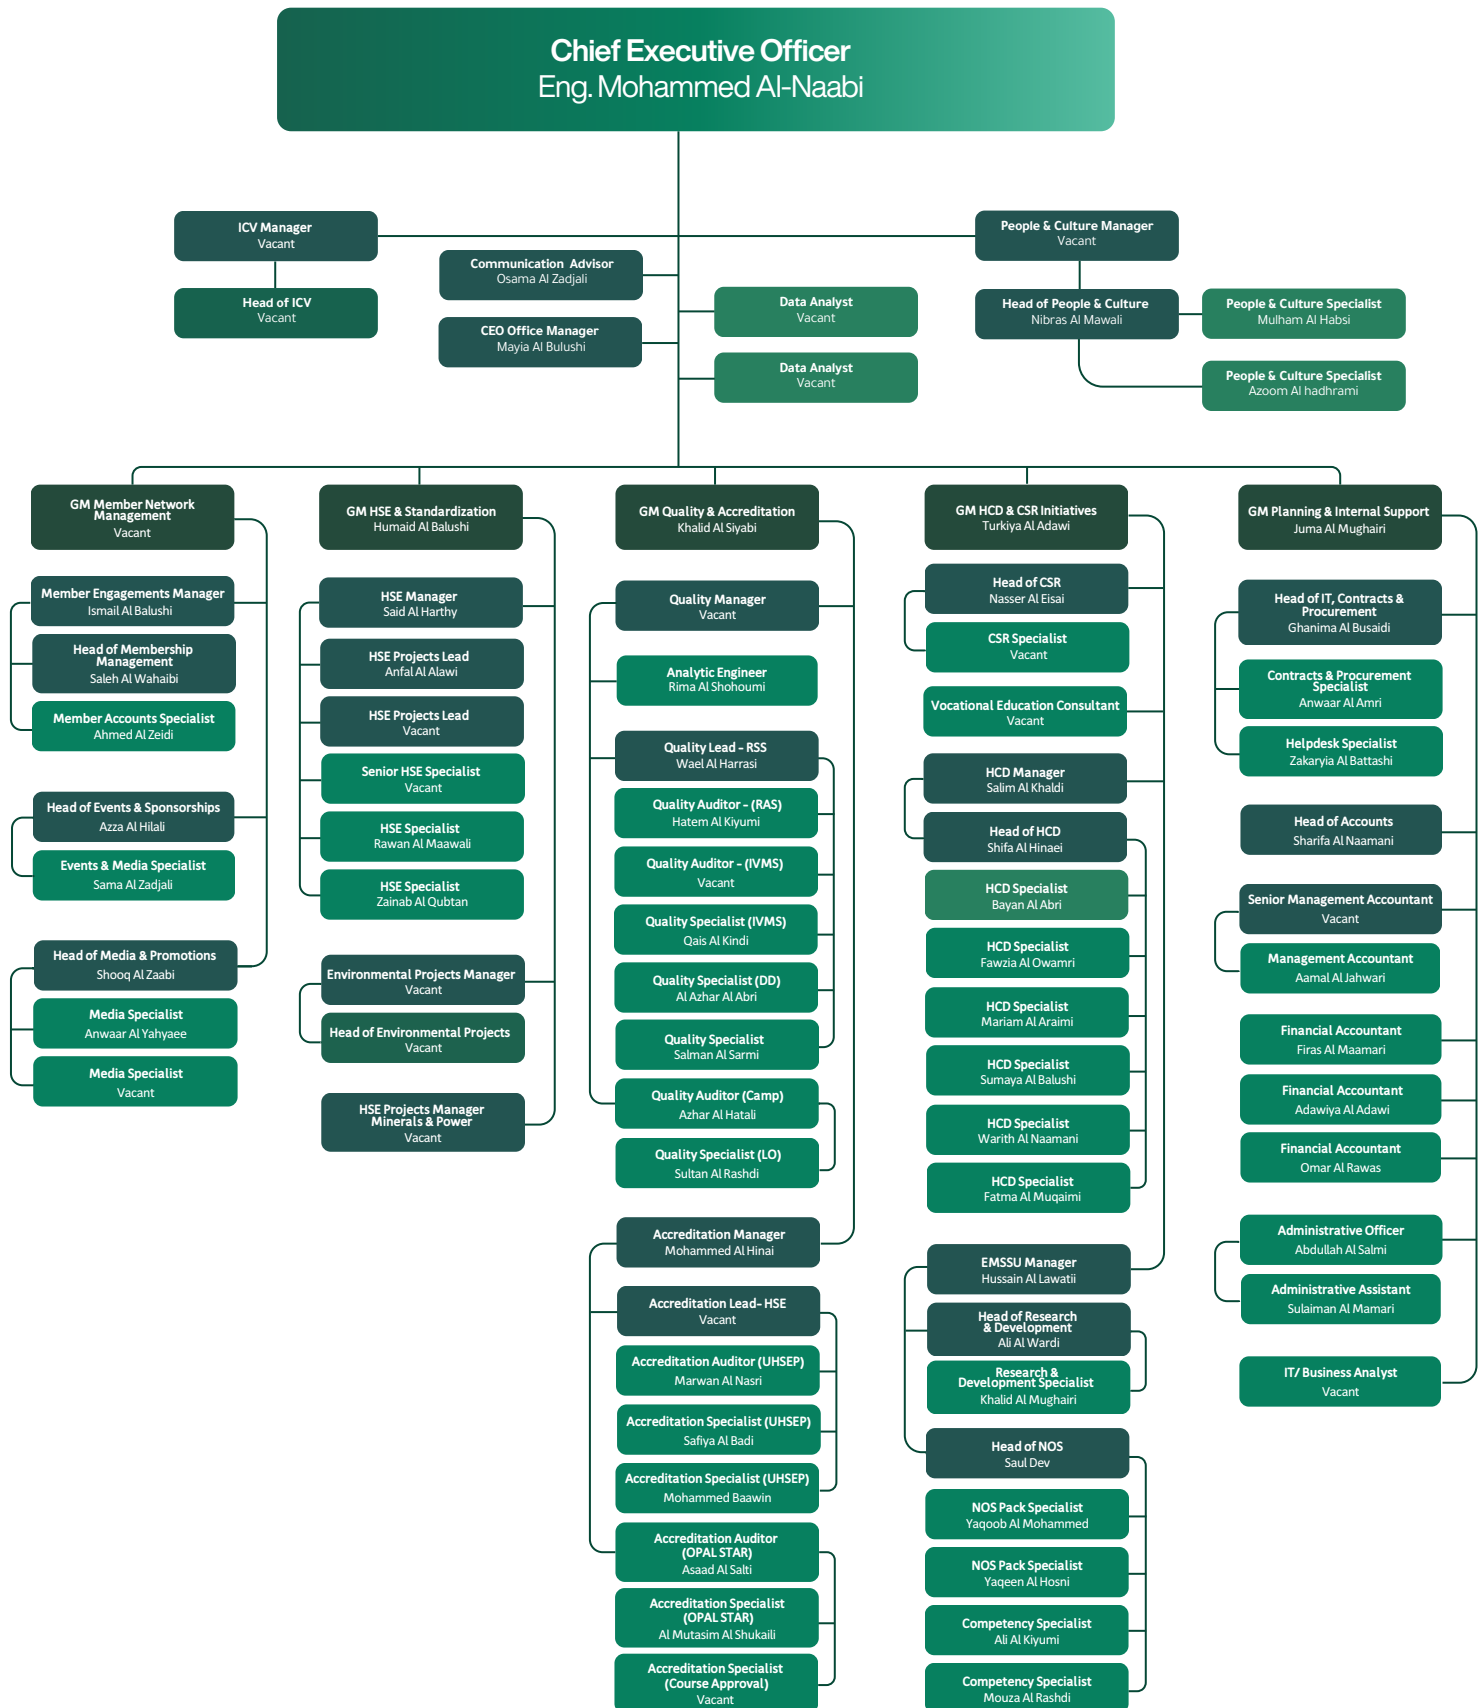 Chief Executive Officer
Eng. Mohammed Al-Naabi
ICV Manager
Vacant
Head of ICV
Vacant
Communication Advisor
Osama Al Zadjali
CEO Office Manager
Mayia Al Bulushi
Data Analyst
Vacant
Data Analyst
Vacant
People & Culture Manager
Vacant
Head of People & Culture
Nibras Al Mawali
People & Culture Specialist
Mulham Al Habsi
People & Culture Specialist
Azoom Al hadhrami
GM Member Network
Management
Vacant
Member Engagements Manager
Ismail Al Balushi
Head of Membership
Management
Saleh Al Wahaibi
Member Accounts Specialist
Ahmed Al Zeidi
Head of Events & Sponsorships
Azza Al Hilali
Events & Media Specialist
Sama Al Zadjali
Head of Media & Promotions
Shooq Al Zaabi
Media Specialist
Anwaar Al Yahyaee
Media Specialist
Vacant
GM HSE & Standardization
Humaid Al Balushi
HSE Manager
Said Al Harthy
HSE Projects Lead
Anfal Al Alawi
HSE Projects Lead
Vacant
Senior HSE Specialist
Vacant
HSE Specialist
Rawan Al Maawali
HSE Specialist
Zainab Al Qubtan
Environmental Projects Manager
Vacant
Head of Environmental Projects
Vacant
HSE Projects Manager
Minerals & Power
Vacant
GM Quality & Accreditation
Khalid Al Siyabi
Quality Manager
Vacant
Analytic Engineer
Rima Al Shohoumi
Quality Lead - RSS
Wael Al Harrasi
Quality Auditor - (RAS)
Hatem Al Kiyumi
Quality Auditor - (IVMS)
Vacant
Quality Specialist (IVMS)
Qais Al Kindi
Quality Specialist (DD)
Al Azhar Al Abri
Quality Specialist
Salman Al Sarmi
Quality Auditor (Camp)
Azhar Al Hatali
Quality Specialist (LO)
Sultan Al Rashdi
Accreditation Manager
Mohammed Al Hinai
Accreditation Lead- HSE
Vacant
Accreditation Auditor (UHSEP)
Marwan Al Nasri
Accreditation Specialist (UHSEP)
Safiya Al Badi
Accreditation Specialist (UHSEP)
Mohammed Baawin
Accreditation Auditor
(OPAL STAR)
Asaad Al Salti
Accreditation Specialist
(OPAL STAR)
Al Mutasim Al Shukaili
Accreditation Specialist
(Course Approval)
Vacant
GM HCD & CSR Initiatives
Turkiya Al Adawi
Head of CSR
Nasser Al Eisai
CSR Specialist
Vacant
Vocational Education Consultant
Vacant
HCD Manager
Salim Al Khaldi
Head of HCD
Shifa Al Hinaei
HCD Specialist
Bayan Al Abri
HCD Specialist
Fawzia Al Owamri
HCD Specialist
Mariam Al Araimi
HCD Specialist
Sumaya Al Balushi
HCD Specialist
Warith Al Naamani
HCD Specialist
Fatma Al Muqaimi
EMSSU Manager
Hussain Al Lawatii
Head of Research
& Development
Ali Al Wardi
Research &
Development Specialist
Khalid Al Mughairi
Head of NOS
Saul Dev
NOS Pack Specialist
Yaqoob Al Mohammed
NOS Pack Specialist
Yaqeen Al Hosni
Competency Specialist
Ali Al Kiyumi
Competency Specialist
Mouza Al Rashdi
GM Planning & Internal Support
Juma Al Mughairi
Head of IT, Contracts &
Procurement
Ghanima Al Busaidi
Contracts & Procurement
Specialist
Anwaar Al Amri
Helpdesk Specialist
Zakaryia Al Battashi
Head of Accounts
Sharifa Al Naamani
Senior Management Accountant
Vacant
Management Accountant
Aamal Al Jahwari
Financial Accountant
Firas Al Maamari
Financial Accountant
Adawiya Al Adawi
Financial Accountant
Omar Al Rawas
Administrative Officer
Abdullah Al Salmi
Administrative Assistant
Sulaiman Al Mamari
IT/ Business Analyst
Vacant